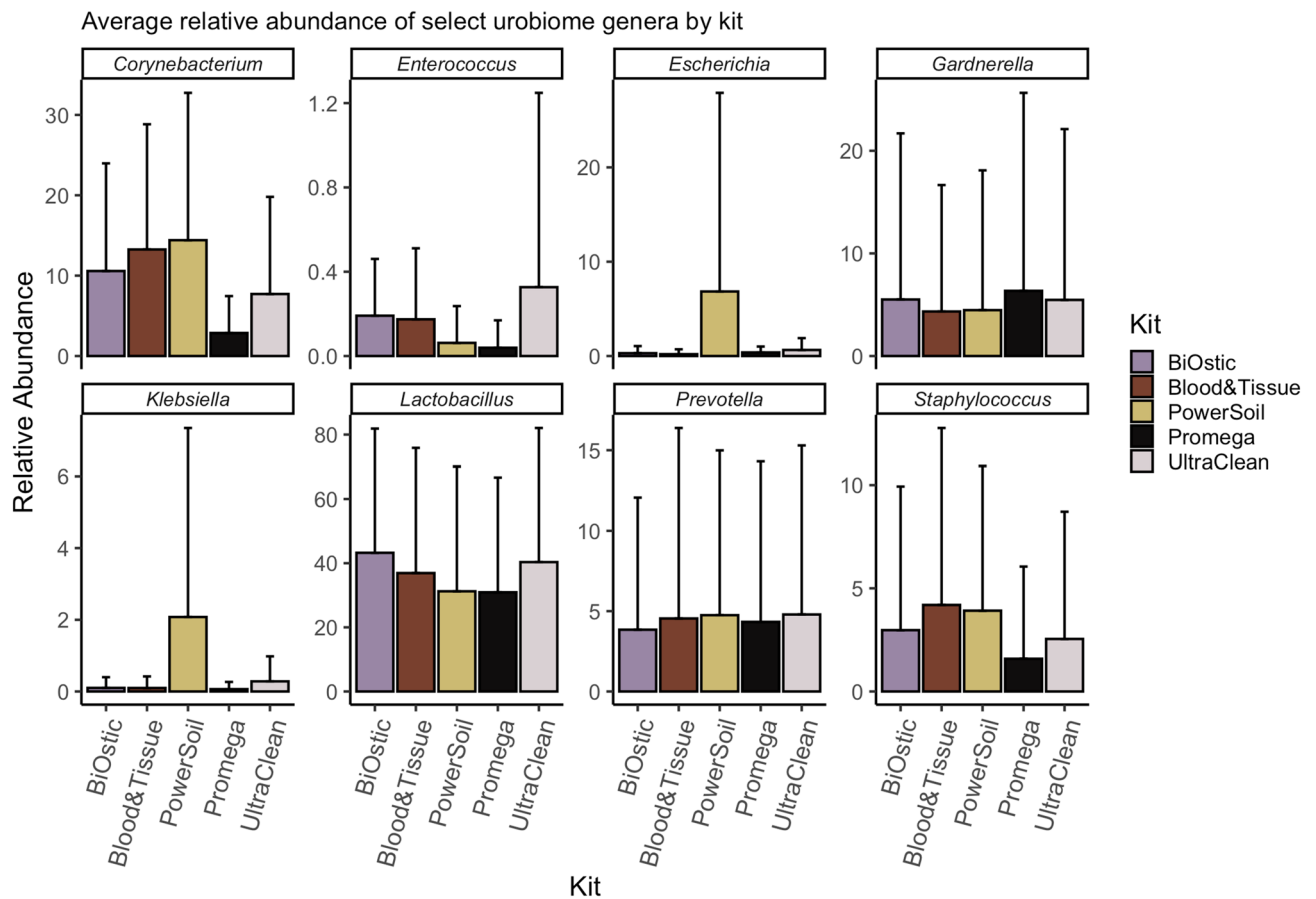 Average relative abundance of select urobiome genera by kit
Corynebacterium
Enterococcus
Escherichia
Gardnerella
30
20
10
0
1.2
0.8
0.4
0.0
20
10
0
20
10
0
Relative Abundance
Klebsiella
Lactobacillus
Prevotella
Staphylococcus
6
4
2
0
80
60
40
20
0
15
10
5
0
10
5
0
BiOstic
Blood&Tissue
PowerSoil
Promega
UltraClean
BiOstic
Blood&Tissue
PowerSoil
Promega
UltraClean
BiOstic
Blood&Tissue
PowerSoil
Promega
UltraClean
BiOstic
Blood&Tissue
PowerSoil
Promega
UltraClean
Kit
Kit
BiOstic
Blood&Tissue
PowerSoil
Promega
UltraClean